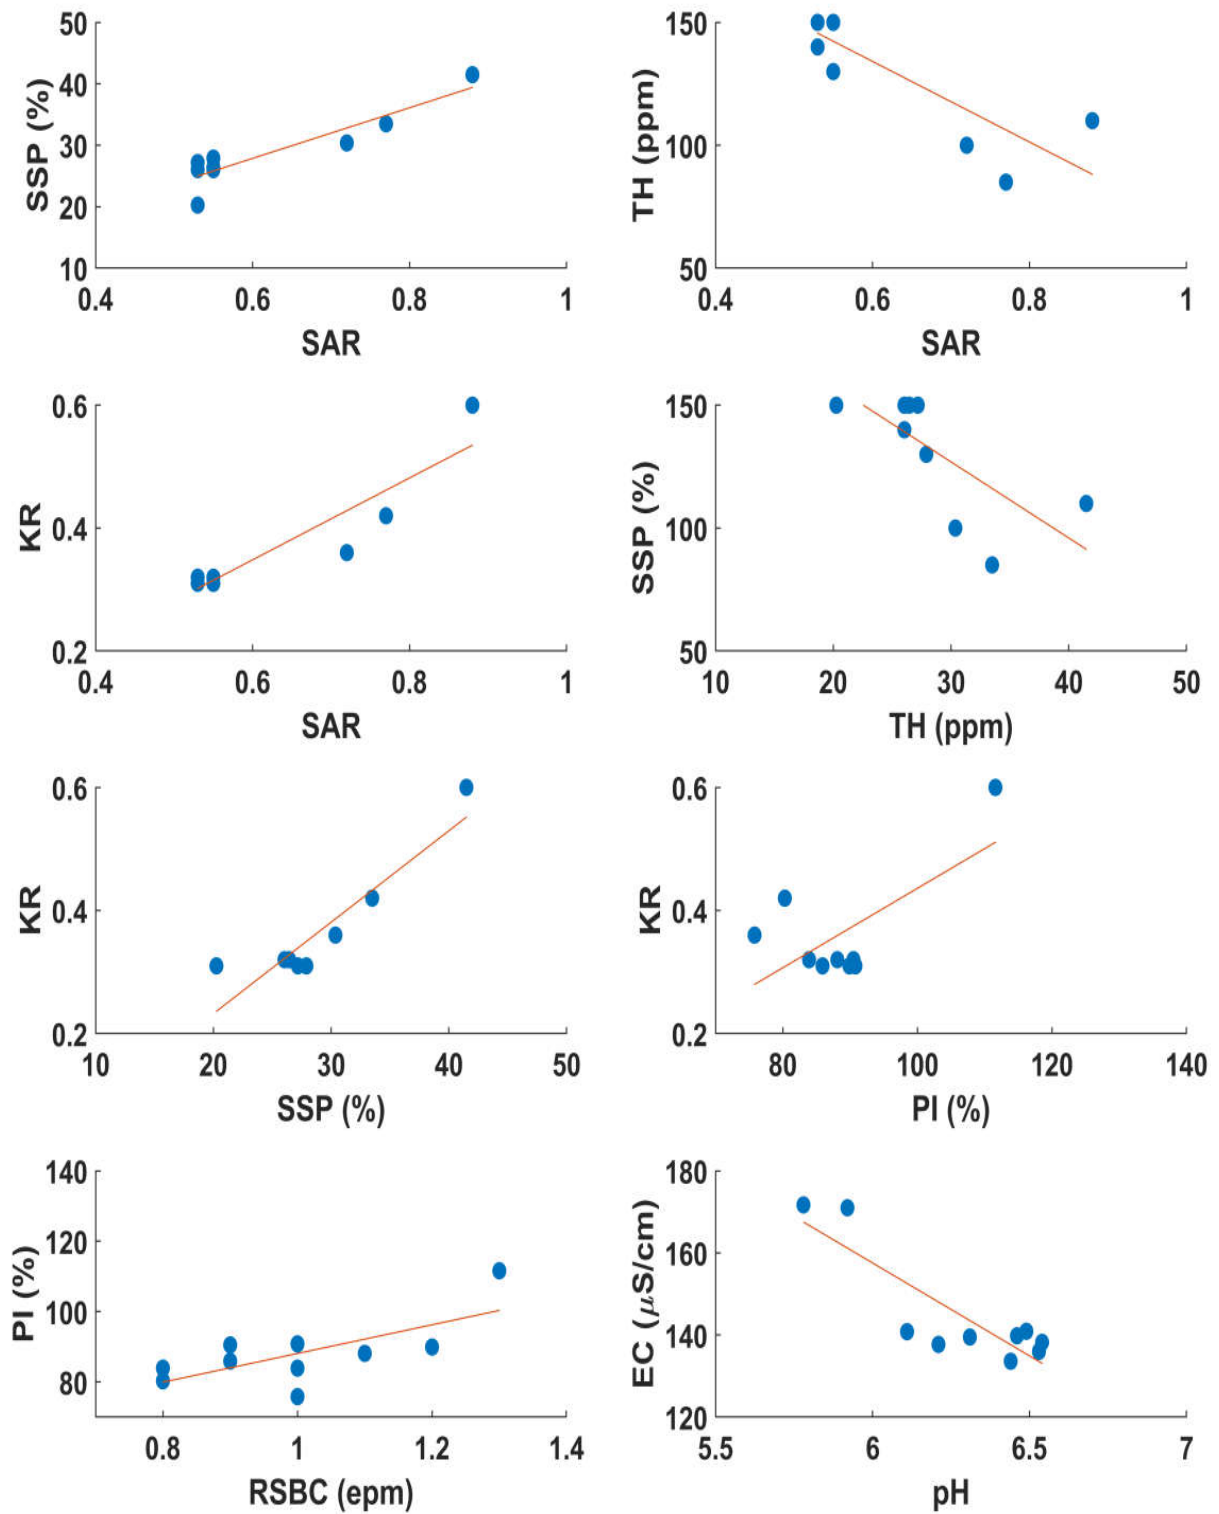 50
40
30
20
10
SSP (%)
0.4 0.6 0.8 1
SAR
150
100
50
TH (ppm)
0.4 0.6 0.8 1
SAR
0.6
0.4
0.2
KR
0.4 0.6 0.8 1
SAR
150
100
50
SSP (%)
10 20 30 40 50
TH (ppm)
0.6
0.4
0.2
KR
10 20 30 40 50
SSP (%)
0.6
0.4
0.2
KR
80 100 120 140
PI (%)
140
120
100
80
PI (%)
0.8 1 1.2 1.4
RSBC (epm)
180
160
140
120
EC (μS/cm)
5.5 6 6.5 7
pH